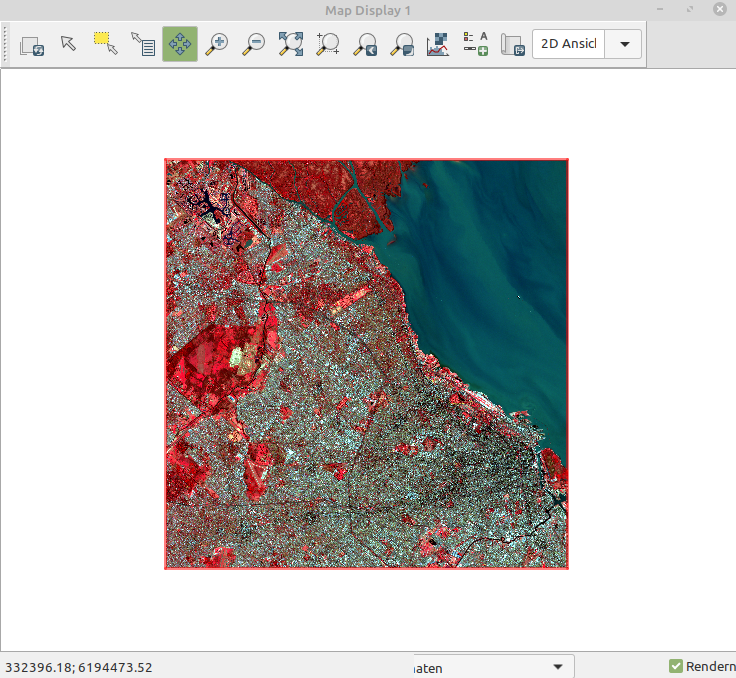 Map Display 1
A
2D Ansicl
332396.18; 6194473.52
naten
Rendern